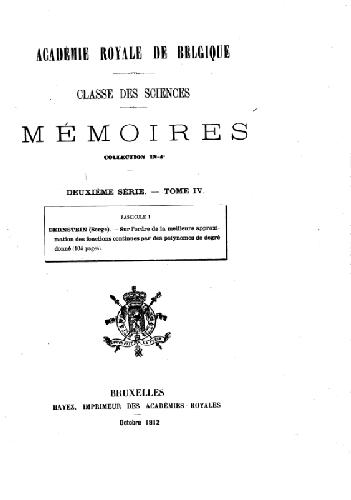 ACADÉMIE ROYALE DE BELGIQUE
CLASSE DES SCIENCES
MÉMOIRES
COLLECTION IN-4°
DEUXIÈME SÉRIE. — TOME IV.
FASCICULE I
BERNSTEIN (Serge). — Sur l'ordre de la meilleure approxi-
mation des fonctions continues par des polynomes de degré
donné (104 pages).
BRUXELLES
HAYEZ, IMPRIMEUR DES ACADÉMIES ROYALES
Octobre 1912